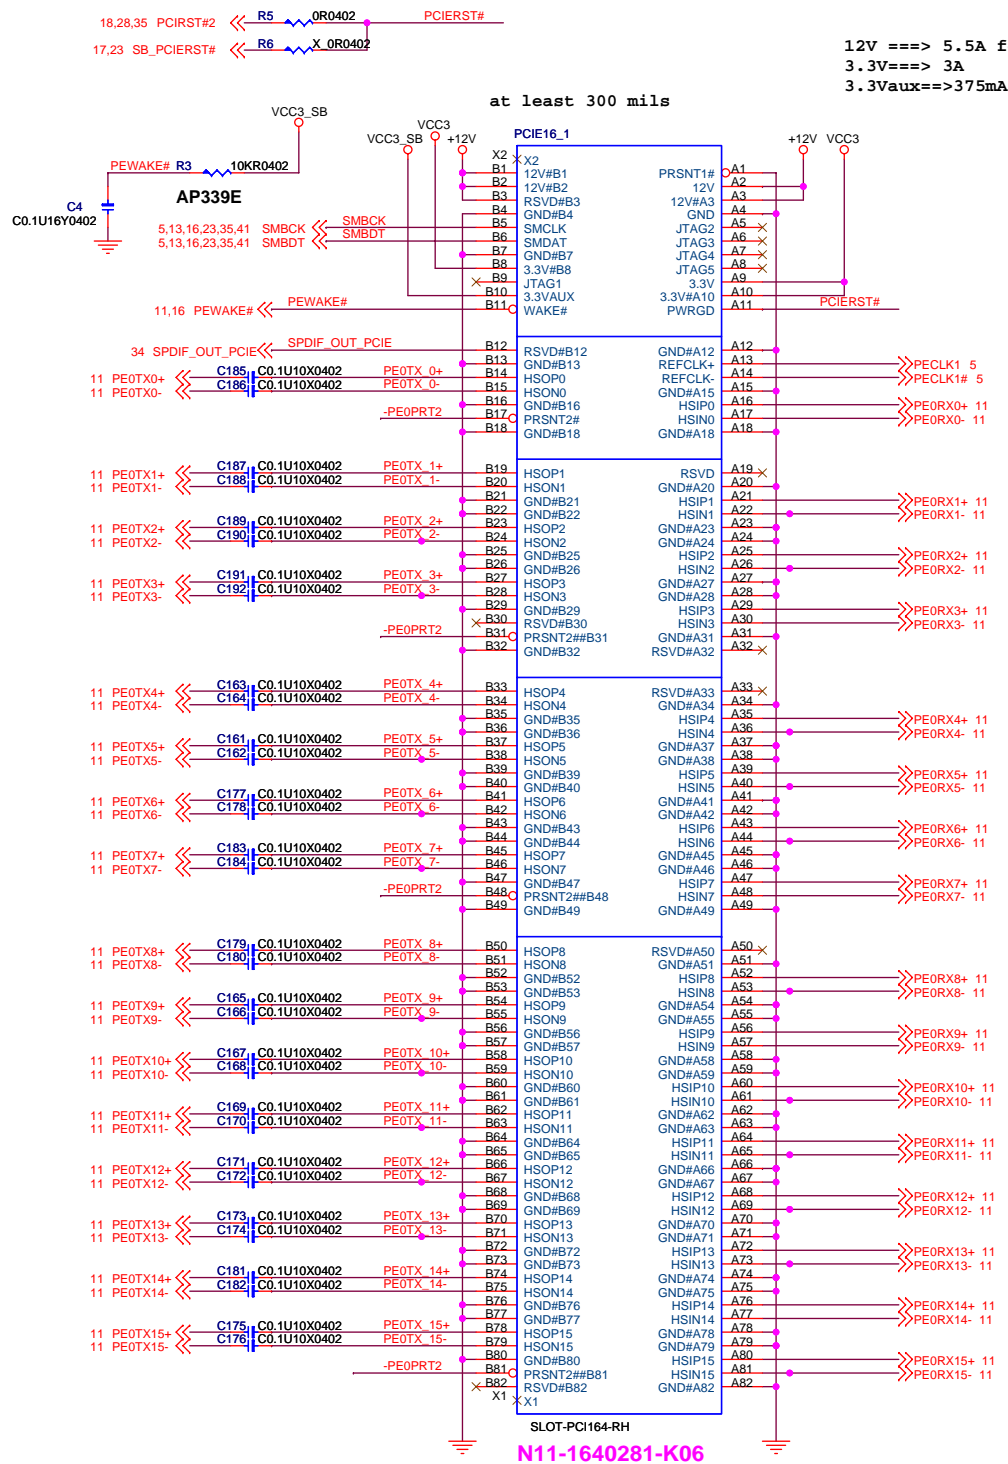 18,28,35 PCIRST#2 R5 0R0402 PCIERST#
17,23 SB_PCIERST# R6 X_0R0402
12V ===> 5.5A f
3.3V===> 3A
3.3Vaux==>375mA
at least 300 mils
VCC3_SB
PEWAKE# R3 10KR0402
AP339E
C4
C0.1U16Y0402
VCC3_SB VCC3 +12V PCIE16_1 +12V VCC3
X2 X2
B1 12V#B1 PRSNT1# A1
B2 12V#B2 12V A2
B3 RSVD#B3 12V#A3 A3
B4 GND#B4 GND A4
5,13,16,23,35,41 SMBCK SMBCK B5 SMCLK JTAG2 A5
5,13,16,23,35,41 SMBDT SMBDT B6 SMDAT JTAG3 A6
B7 GND#B7 JTAG4 A7
B8 3.3V#B8 JTAG5 A8
B9 JTAG1 3.3V A9
B10 3.3VAUX 3.3V#A10 A10
11,16 PEWAKE# PEWAKE# B11 WAKE# PWRGD A11 PCIERST#
34 SPDIF_OUT_PCIE SPDIF_OUT_PCIE B12 RSVD#B12 GND#A12 A12
B13 GND#B13 REFCLK+ A13 PECLK1 5
11 PE0TX0+ C185 C0.1U10X0402 PE0TX_0+ B14 HSOP0 REFCLK- A14 PECLK1# 5
11 PE0TX0- C186 C0.1U10X0402 PE0TX_0- B15 HSON0 GND#A15 A15
B16 GND#B16 HSIP0 A16 PE0RX0+ 11
-PE0PRT2 B17 PRSNT2# HSIN0 A17 PE0RX0- 11
B18 GND#B18 GND#A18 A18
11 PE0TX1+ C187 C0.1U10X0402 PE0TX_1+ B19 HSOP1 RSVD A19
11 PE0TX1- C188 C0.1U10X0402 PE0TX_1- B20 HSON1 GND#A20 A20
B21 GND#B21 HSIP1 A21 PE0RX1+ 11
B22 GND#B22 HSIN1 A22 PE0RX1- 11
11 PE0TX2+ C189 C0.1U10X0402 PE0TX_2+ B23 HSOP2 GND#A23 A23
11 PE0TX2- C190 C0.1U10X0402 PE0TX_2- B24 HSON2 GND#A24 A24
B25 GND#B25 HSIP2 A25 PE0RX2+ 11
B26 GND#B26 HSIN2 A26 PE0RX2- 11
11 PE0TX3+ C191 C0.1U10X0402 PE0TX_3+ B27 HSOP3 GND#A27 A27
11 PE0TX3- C192 C0.1U10X0402 PE0TX_3- B28 HSON3 GND#A28 A28
B29 GND#B29 HSIP3 A29 PE0RX3+ 11
B30 RSVD#B30 HSIN3 A30 PE0RX3- 11
-PE0PRT2 B31 PRSNT2##B31 GND#A31 A31
B32 GND#B32 RSVD#A32 A32
11 PE0TX4+ C163 C0.1U10X0402 PE0TX_4+ B33 HSOP4 RSVD#A33 A33
11 PE0TX4- C164 C0.1U10X0402 PE0TX_4- B34 HSON4 GND#A34 A34
B35 GND#B35 HSIP4 A35 PE0RX4+ 11
B36 GND#B36 HSIN4 A36 PE0RX4- 11
11 PE0TX5+ C161 C0.1U10X0402 PE0TX_5+ B37 HSOP5 GND#A37 A37
11 PE0TX5- C162 C0.1U10X0402 PE0TX_5- B38 HSON5 GND#A38 A38
B39 GND#B39 HSIP5 A39 PE0RX5+ 11
B40 GND#B40 HSIN5 A40 PE0RX5- 11
11 PE0TX6+ C177 C0.1U10X0402 PE0TX_6+ B41 HSOP6 GND#A41 A41
11 PE0TX6- C178 C0.1U10X0402 PE0TX_6- B42 HSON6 GND#A42 A42
B43 GND#B43 HSIP6 A43 PE0RX6+ 11
B44 GND#B44 HSIN6 A44 PE0RX6- 11
11 PE0TX7+ C183 C0.1U10X0402 PE0TX_7+ B45 HSOP7 GND#A45 A45
11 PE0TX7- C184 C0.1U10X0402 PE0TX_7- B46 HSON7 GND#A46 A46
B47 GND#B47 HSIP7 A47 PE0RX7+ 11
-PE0PRT2 B48 PRSNT2##B48 HSIN7 A48 PE0RX7- 11
B49 GND#B49 GND#A49 A49
11 PE0TX8+ C179 C0.1U10X0402 PE0TX_8+ B50 HSOP8 RSVD#A50 A50
11 PE0TX8- C180 C0.1U10X0402 PE0TX_8- B51 HSON8 GND#A51 A51
B52 GND#B52 HSIP8 A52 PE0RX8+ 11
B53 GND#B53 HSIN8 A53 PE0RX8- 11
11 PE0TX9+ C165 C0.1U10X0402 PE0TX_9+ B54 HSOP9 GND#A54 A54
11 PE0TX9- C166 C0.1U10X0402 PE0TX_9- B55 HSON9 GND#A55 A55
B56 GND#B56 HSIP9 A56 PE0RX9+ 11
B57 GND#B57 HSIN9 A57 PE0RX9- 11
11 PE0TX10+ C167 C0.1U10X0402 PE0TX_10+ B58 HSOP10 GND#A58 A58
11 PE0TX10- C168 C0.1U10X0402 PE0TX_10- B59 HSON10 GND#A59 A59
B60 GND#B60 HSIP10 A60 PE0RX10+ 11
B61 GND#B61 HSIN10 A61 PE0RX10- 11
11 PE0TX11+ C169 C0.1U10X0402 PE0TX_11+ B62 HSOP11 GND#A62 A62
11 PE0TX11- C170 C0.1U10X0402 PE0TX_11- B63 HSON11 GND#A63 A63
B64 GND#B64 HSIP11 A64 PE0RX11+ 11
B65 GND#B65 HSIN11 A65 PE0RX11- 11
11 PE0TX12+ C171 C0.1U10X0402 PE0TX_12+ B66 HSOP12 GND#A66 A66
11 PE0TX12- C172 C0.1U10X0402 PE0TX_12- B67 HSON12 GND#A67 A67
B68 GND#B68 HSIP12 A68 PE0RX12+ 11
B69 GND#B69 HSIN12 A69 PE0RX12- 11
11 PE0TX13+ C173 C0.1U10X0402 PE0TX_13+ B70 HSOP13 GND#A70 A70
11 PE0TX13- C174 C0.1U10X0402 PE0TX_13- B71 HSON13 GND#A71 A71
B72 GND#B72 HSIP13 A72 PE0RX13+ 11
B73 GND#B73 HSIN13 A73 PE0RX13- 11
11 PE0TX14+ C181 C0.1U10X0402 PE0TX_14+ B74 HSOP14 GND#A74 A74
11 PE0TX14- C182 C0.1U10X0402 PE0TX_14- B75 HSON14 GND#A75 A75
B76 GND#B76 HSIP14 A76 PE0RX14+ 11
B77 GND#B77 HSIN14 A77 PE0RX14- 11
11 PE0TX15+ C175 C0.1U10X0402 PE0TX_15+ B78 HSOP15 GND#A78 A78
11 PE0TX15- C176 C0.1U10X0402 PE0TX_15- B79 HSON15 GND#A79 A79
B80 GND#B80 HSIP15 A80 PE0RX15+ 11
-PE0PRT2 B81 PRSNT2##B81 HSIN15 A81 PE0RX15- 11
B82 RSVD#B82 GND#A82 A82
X1 X1
SLOT-PCI164-RH
N11-1640281-K06